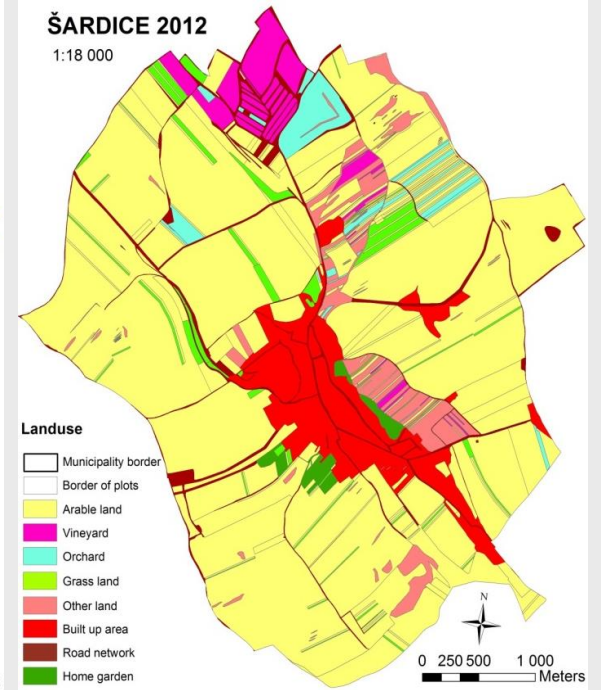 ŠARDICE 2012
1:18 000
Landuse
Municipality border
Border of plots
Arable land
Vineyard
Orchard
Grass land
Other land
Built up area
Road network
Home garden
N
0 250 500 1 000
Meters